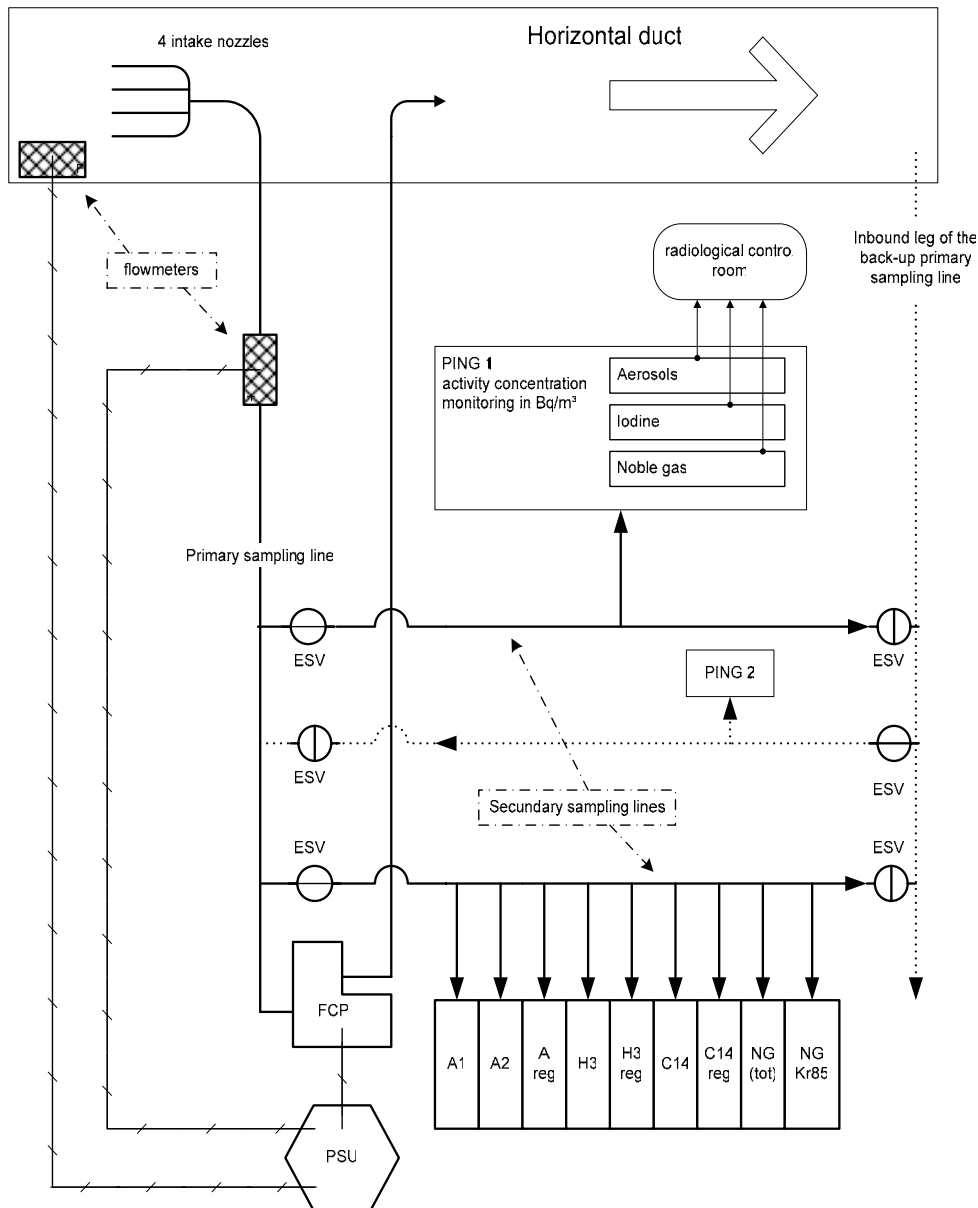 4 intake nozzles
Horizontal duct
flowmeters
radiological contro
room
Inbound leg of the
back-up primary
sampling line
PING 1
activity concentration
monitoring in Bq/m³
Aerosols
Iodine
Noble gas
Primary sampling line
ESV
ESV
PING 2
ESV
ESV
Secundary sampling lines
ESV
ESV
FCP
A1
A2
A
reg
H3
H3
reg
C14
C14
reg
NG
(tot)
NG
Kr85
PSU